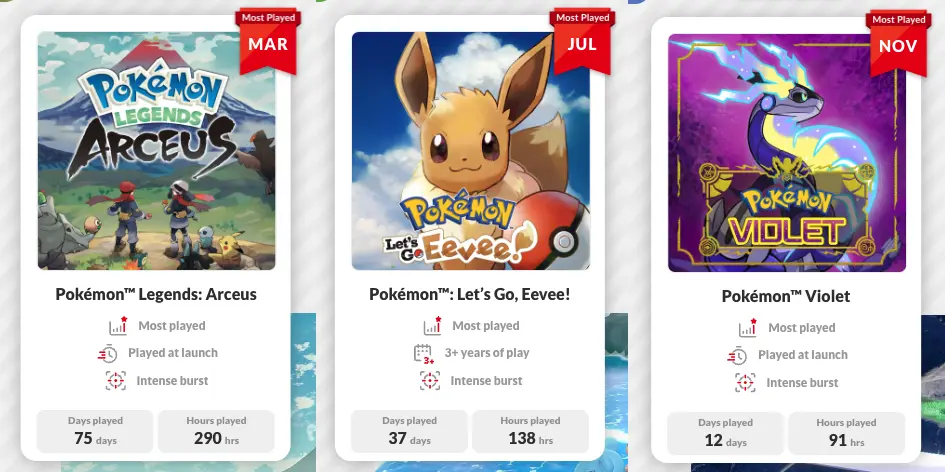 Most Played
MAR
POKéMON
LEGENDS
ARCEUS
Pokémon™ Legends: Arceus
Most played
Played at launch
Intense burst
Days played
75 days
Hours played
290 hrs
Most Played
JUL
POKéMON
Let's
Go Eevee!
Pokémon™: Let's Go, Eevee!
Most played
3+
3+ years of play
Intense burst
Days played
37 days
Hours played
138 hrs
Most Played
NOV
POKéMON
VIOLET
Pokémon™ Violet
Most played
Played at launch
Intense burst
Days played
12 days
Hours played
91 hrs